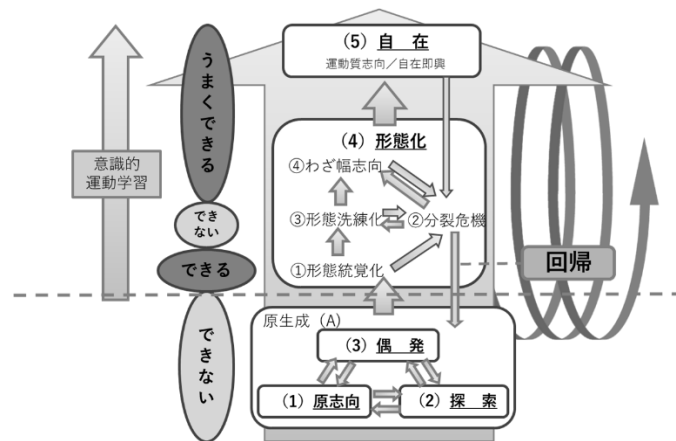 (5) 自 在
運動質志向／自在即興
うまくできる
意識的
運動学習
(4) 形態化
④わざ幅志向
でき
ない
③形態洗練化
②分裂危機
できる
①形態統覚化
回帰
できない
原生成（A）
(3) 偶 発
(1) 原志向
(2) 探 索